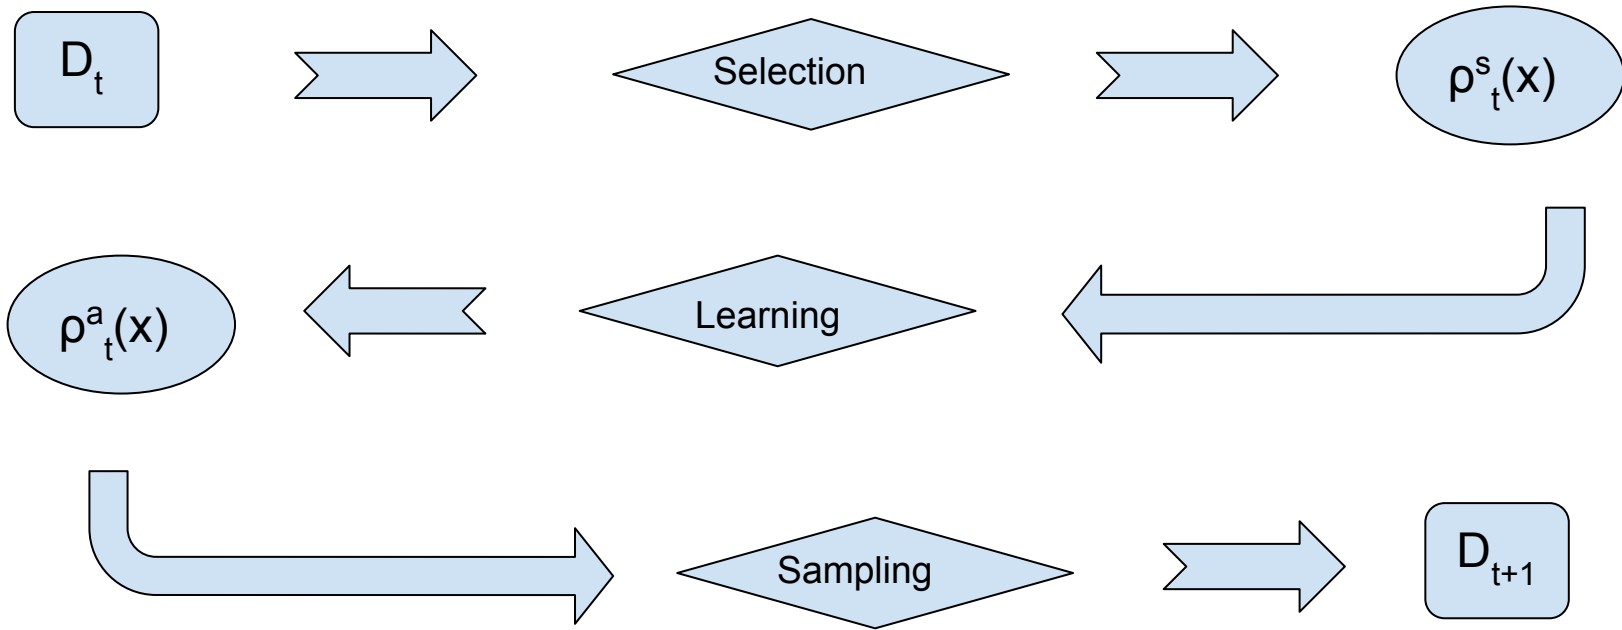 D_t
Selection
ρ^s_t(x)
ρ^a_t(x)
Learning
Sampling
D_{t+1}